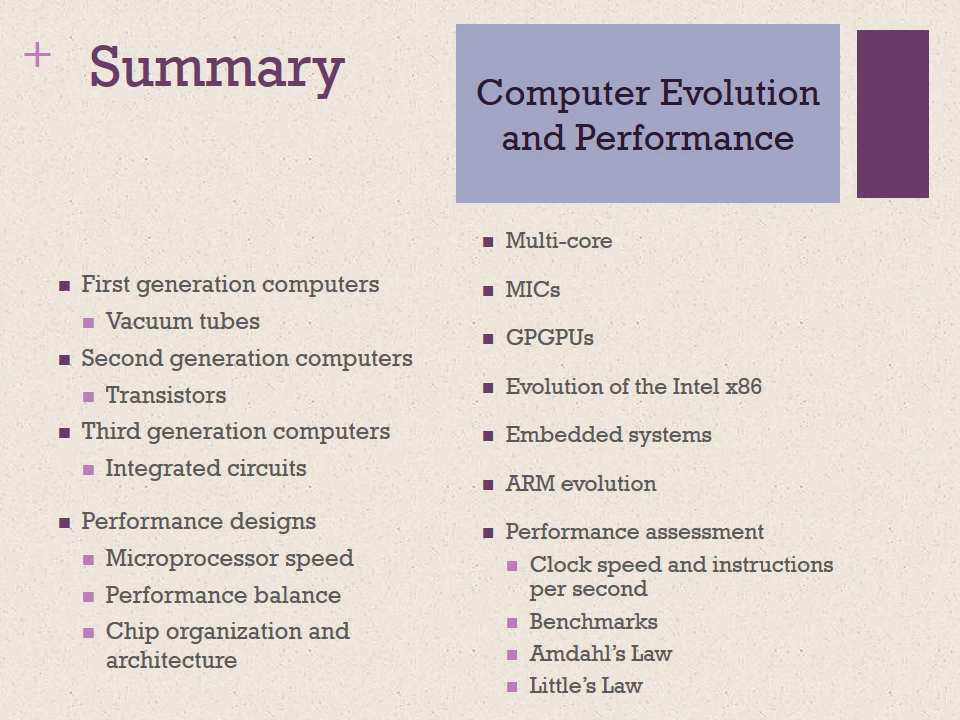 + Summary
Computer Evolution
and Performance
■ First generation computers
■ Vacuum tubes
■ Second generation computers
■ Transistors
■ Third generation computers
■ Integrated circuits
■ Performance designs
■ Microprocessor speed
■ Performance balance
■ Chip organization and
architecture
■ Multi-core
■ MICs
■ GPGPUs
■ Evolution of the Intel x86
■ Embedded systems
■ ARM evolution
■ Performance assessment
■ Clock speed and instructions
per second
■ Benchmarks
■ Amdahl’s Law
■ Little’s Law